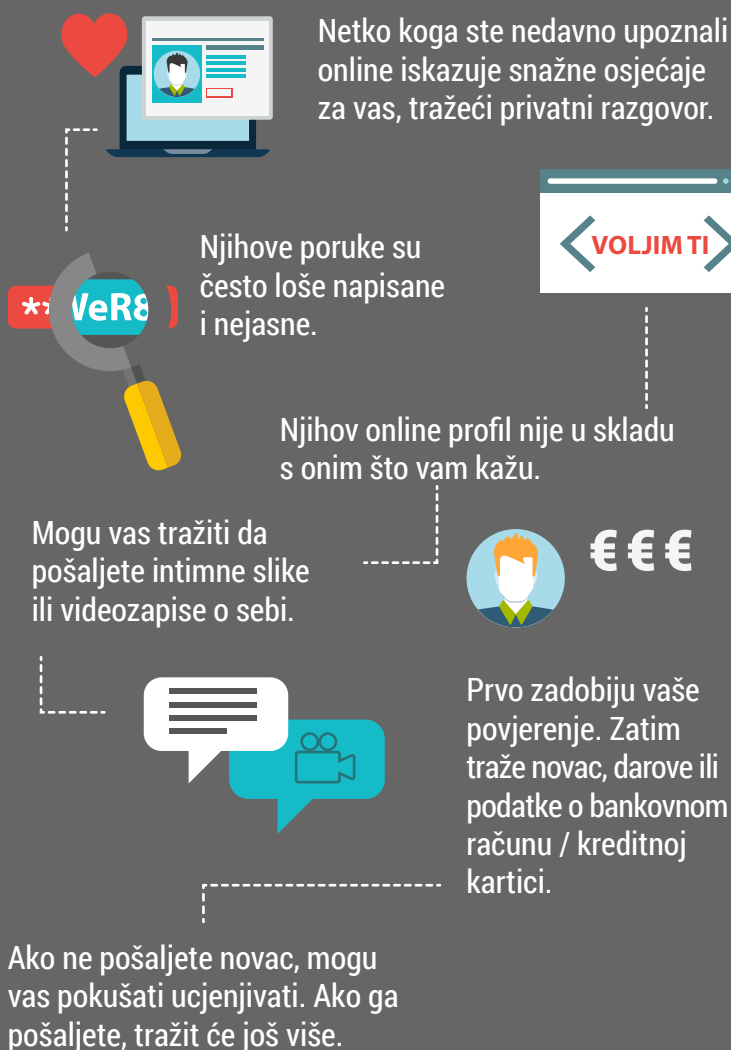 Netko koga ste nedavno upoznali
online iskazuje snažne osjećaje
za vas, tražeći privatni razgovor.
VOLJIM TI
Njihove poruke su
često loše napisane
i nejasne.
**WeR8
Njihov online profil nije u skladu
s onim što vam kažu.
Mogu vas tražiti da
pošaljete intimne slike
ili videozapise o sebi.
€ € €
Prvo zadobiju vaše
povjerenje. Zatim
traže novac, darove ili
podatke o bankovnom
računu / kreditnoj
kartici.
Ako ne pošaljete novac, mogu
vas pokušati ucjenjivati. Ako ga
pošaljete, tražit će još više.